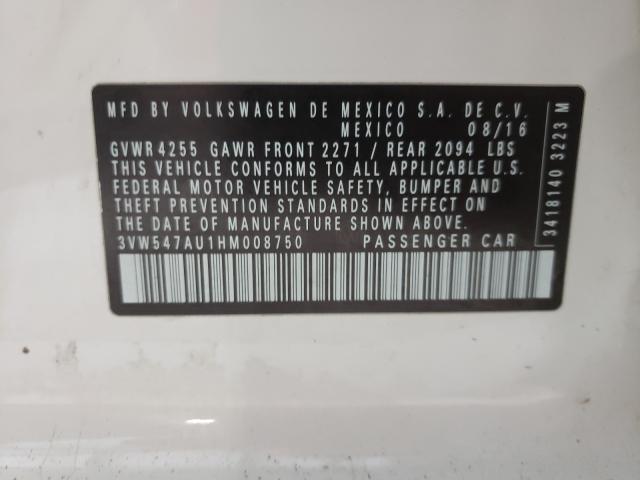 MFD BY VOLKSWAGEN DE MEXICO S.A. DE C.V.
MEXICO 08/16
GVWR 4255 GAWR FRONT 2271 / REAR 2094 LBS
THIS VEHICLE CONFORMS TO ALL APPLICABLE U.S.
FEDERAL MOTOR VEHICLE SAFETY, BUMPER AND
THEFT PREVENTION STANDARDS IN EFFECT ON
THE DATE OF MANUFACTURE SHOWN ABOVE.
3VW547AU1HM008750 PASSENGER CAR
3418140 3223 M